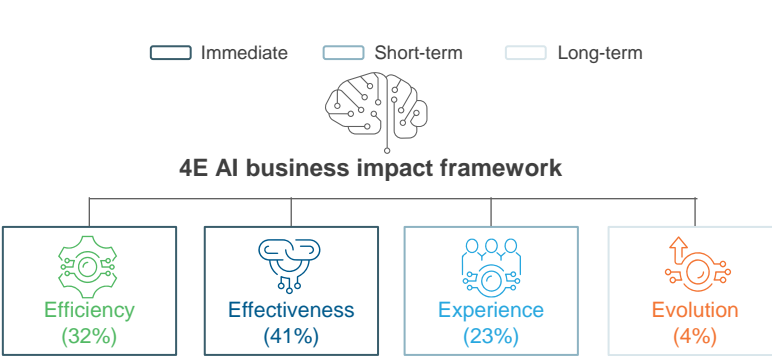 Immediate Short-term Long-term
4E AI business impact framework
Efficiency Effectiveness Experience Evolution
(32%) (41%) (23%) (4%)